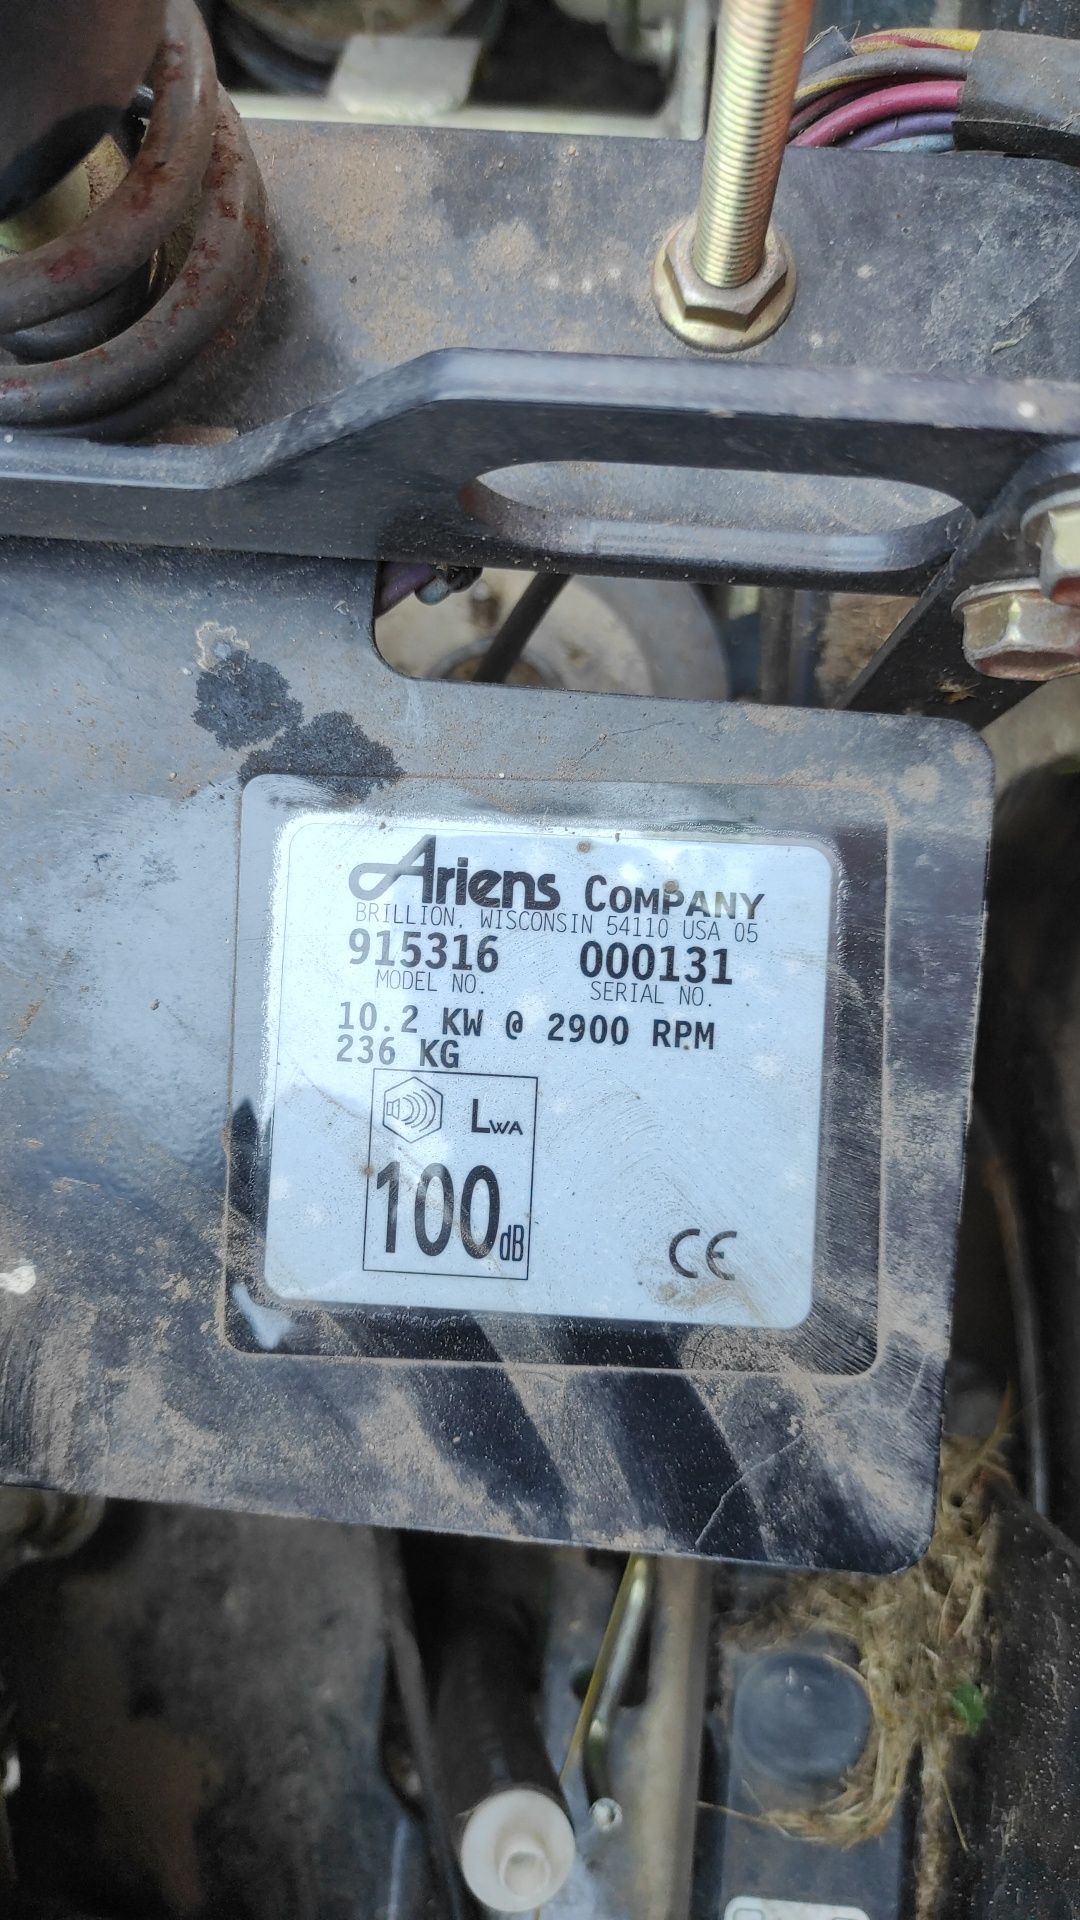 Ariens COMPANY
BRILLION, WISCONSIN 54110 USA 05
915316 000131
MODEL NO. SERIAL NO.
10.2 KW @ 2900 RPM
236 KG
LWA
100dB
CE